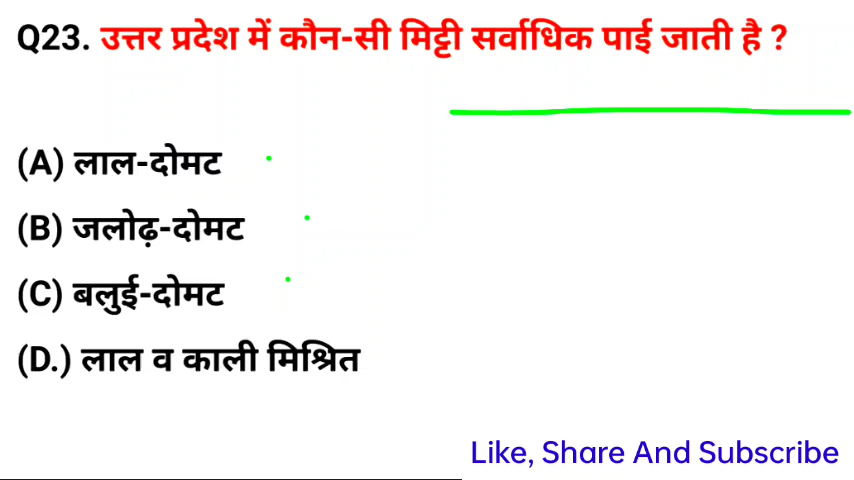 Q23. उत्तर प्रदेश में कौन-सी मिट्टी सर्वाधिक पाई जाती है ?
(A) लाल-दोमट
(B) जलोढ़-दोमट
(C) बलुई-दोमट
(D.) लाल व काली मिश्रित
Like, Share And Subscribe